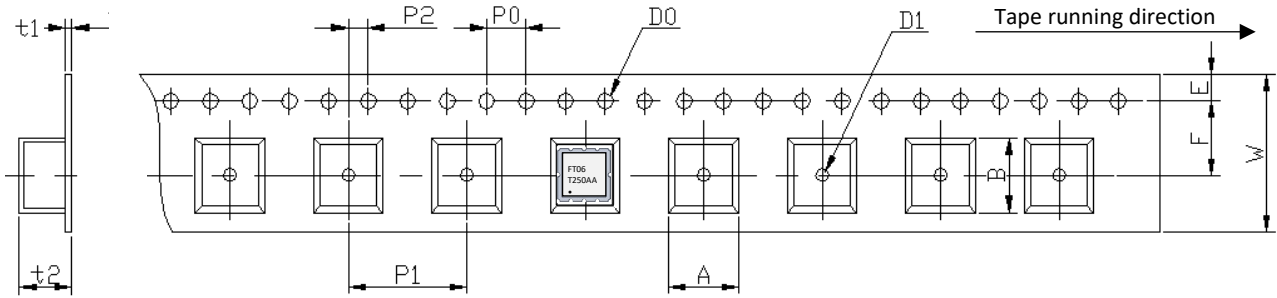 t1
P2
P0
D0
D1
Tape running direction
E
F
W
B
FT06
T250AA
t2
P1
A